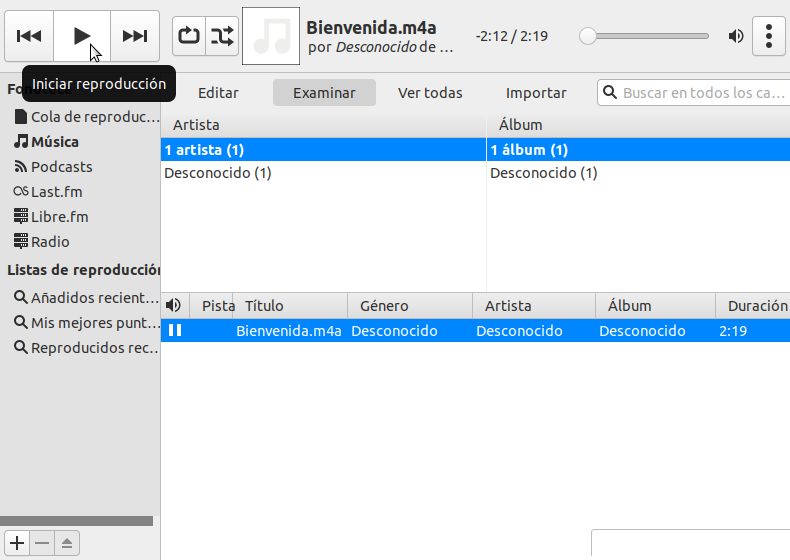 Bienvenida.m4a
por Desconocido de ...
-2:12 / 2:19
Iniciar reproducción
Editar
Examinar
Ver todas
Importar
Buscar en todos los ca...
Cola de reproduc...
Música
Podcasts
Last.fm
Libre.fm
Radio
Listas de reproducción
Añadidos recient...
Mis mejores punt...
Reproducidos rec...
Artista
Álbum
1 artista (1)
1 álbum (1)
Desconocido (1)
Desconocido (1)
Pista
Título
Género
Artista
Álbum
Duración
Bienvenida.m4a
Desconocido
Desconocido
Desconocido
2:19